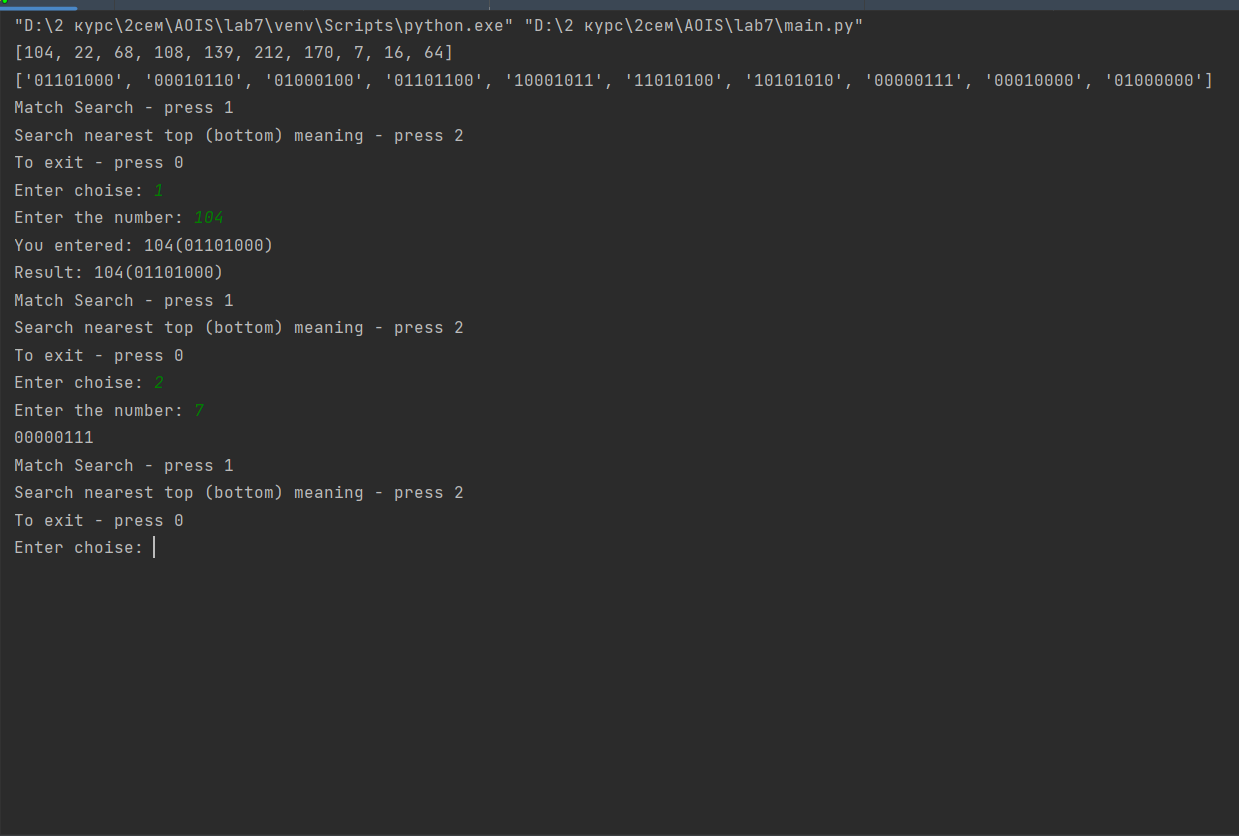 "D:\2 курс\2сем\AOIS\lab7\venv\Scripts\python.exe" "D:\2 курс\2сем\AOIS\lab7\main.py"
[104, 22, 68, 108, 139, 212, 170, 7, 16, 64]
['01101000', '00010110', '01000100', '01101100', '10001011', '11010100', '10101010', '00000111', '00010000', '01000000']
Match Search - press 1
Search nearest top (bottom) meaning - press 2
To exit - press 0
Enter choise: 1
Enter the number: 104
You entered: 104(01101000)
Result: 104(01101000)
Match Search - press 1
Search nearest top (bottom) meaning - press 2
To exit - press 0
Enter choise: 2
Enter the number: 7
00000111
Match Search - press 1
Search nearest top (bottom) meaning - press 2
To exit - press 0
Enter choise: